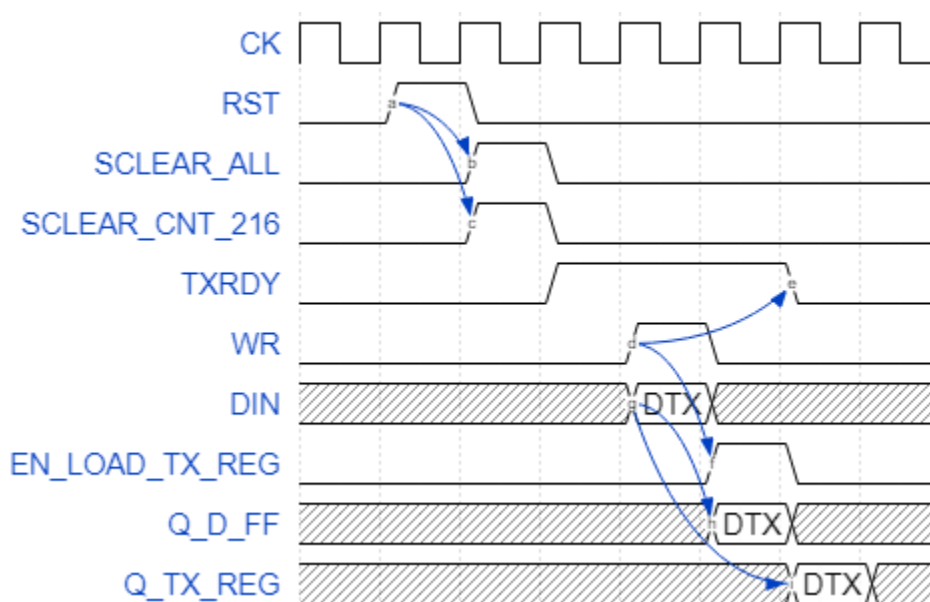 CK
RST
a
SCLEAR_ALL
b
SCLEAR_CNT_216
c
TXRDY
e
WR
d
DIN
g
DTX
EN_LOAD_TX_REG
Q_D_FF
DTX
Q_TX_REG
DTX